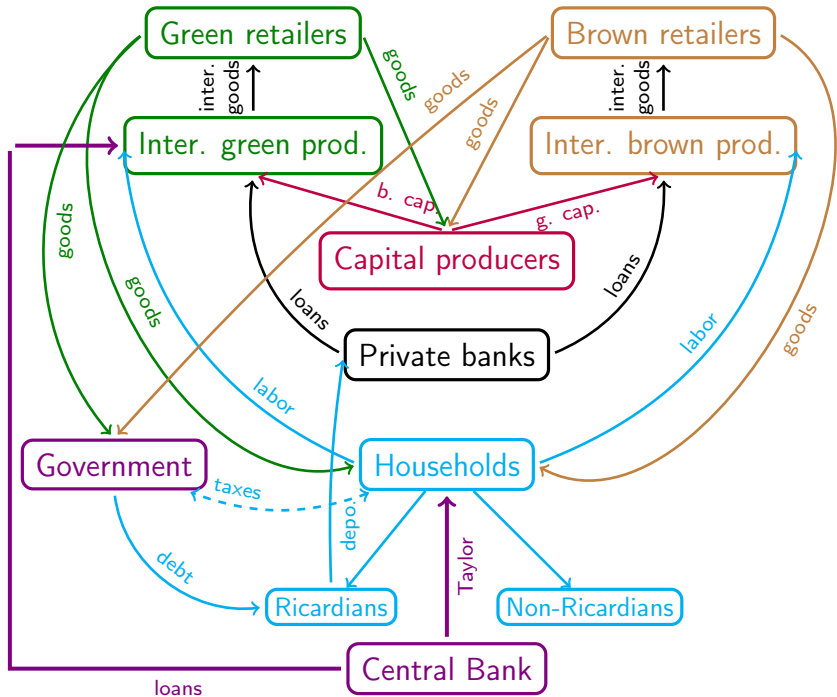 Green retailers
Brown retailers
goods
goods
goods
inter.
goods
inter.
goods
Inter. green prod.
Inter. brown prod.
b. cap.
g. cap.
goods
Capital producers
goods
loans
loans
labor
goods
Private banks
labor
Government
Households
taxes
depo.
debt
Taylor
Ricardians
Non-Ricardians
Central Bank
loans